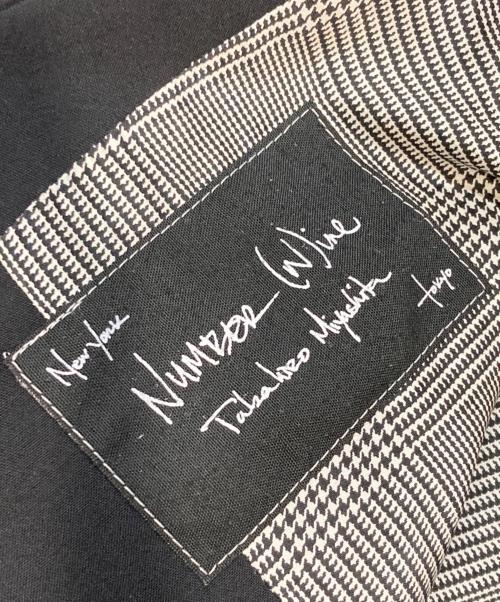 New York
NUMBER (N)ine
Takahiro Miyashita
tokyo